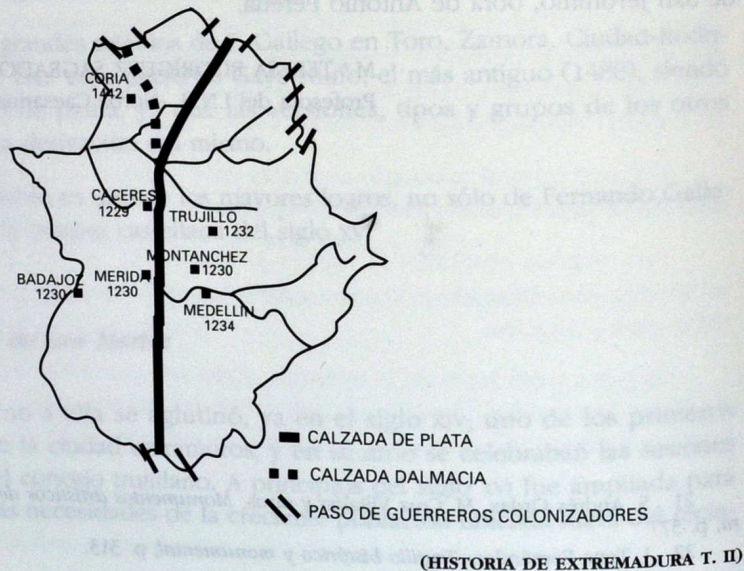 CORIA
1442
CACERES
1229
TRUJILLO
1232
MONTANCHEZ
1230
BADAJOZ
1230
MERIDA
1230
MEDELLIN
1234
CALZADA DE PLATA
CALZADA DALMACIA
PASO DE GUERREROS COLONIZADORES
(HISTORIA DE EXTREMADURA T. II)